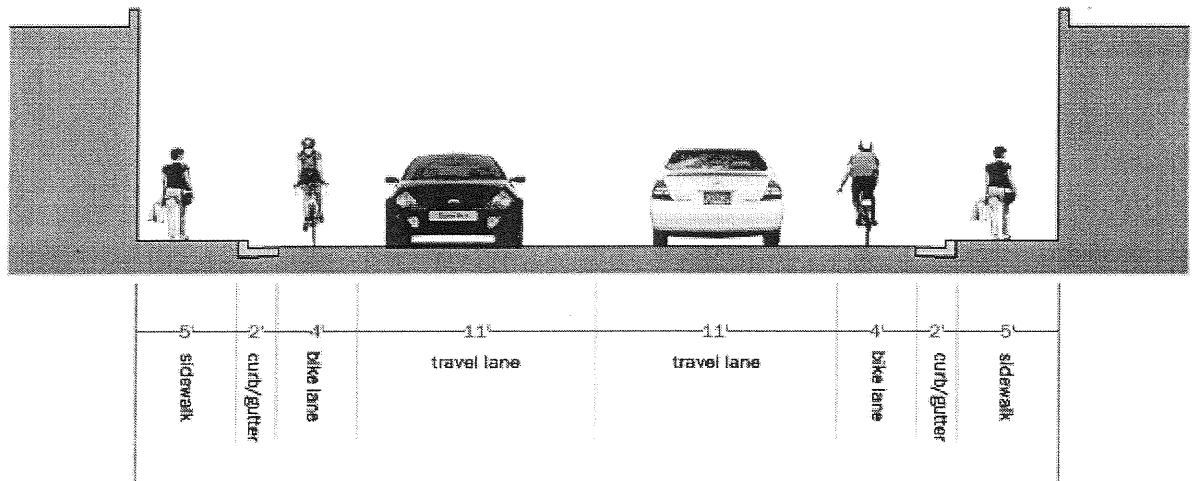 5' 2' 4' 11' 11' 4' 2' 5'
sidewalk
curb/gutter
bike lane
travel lane
travel lane
bike lane
curb/gutter
sidewalk